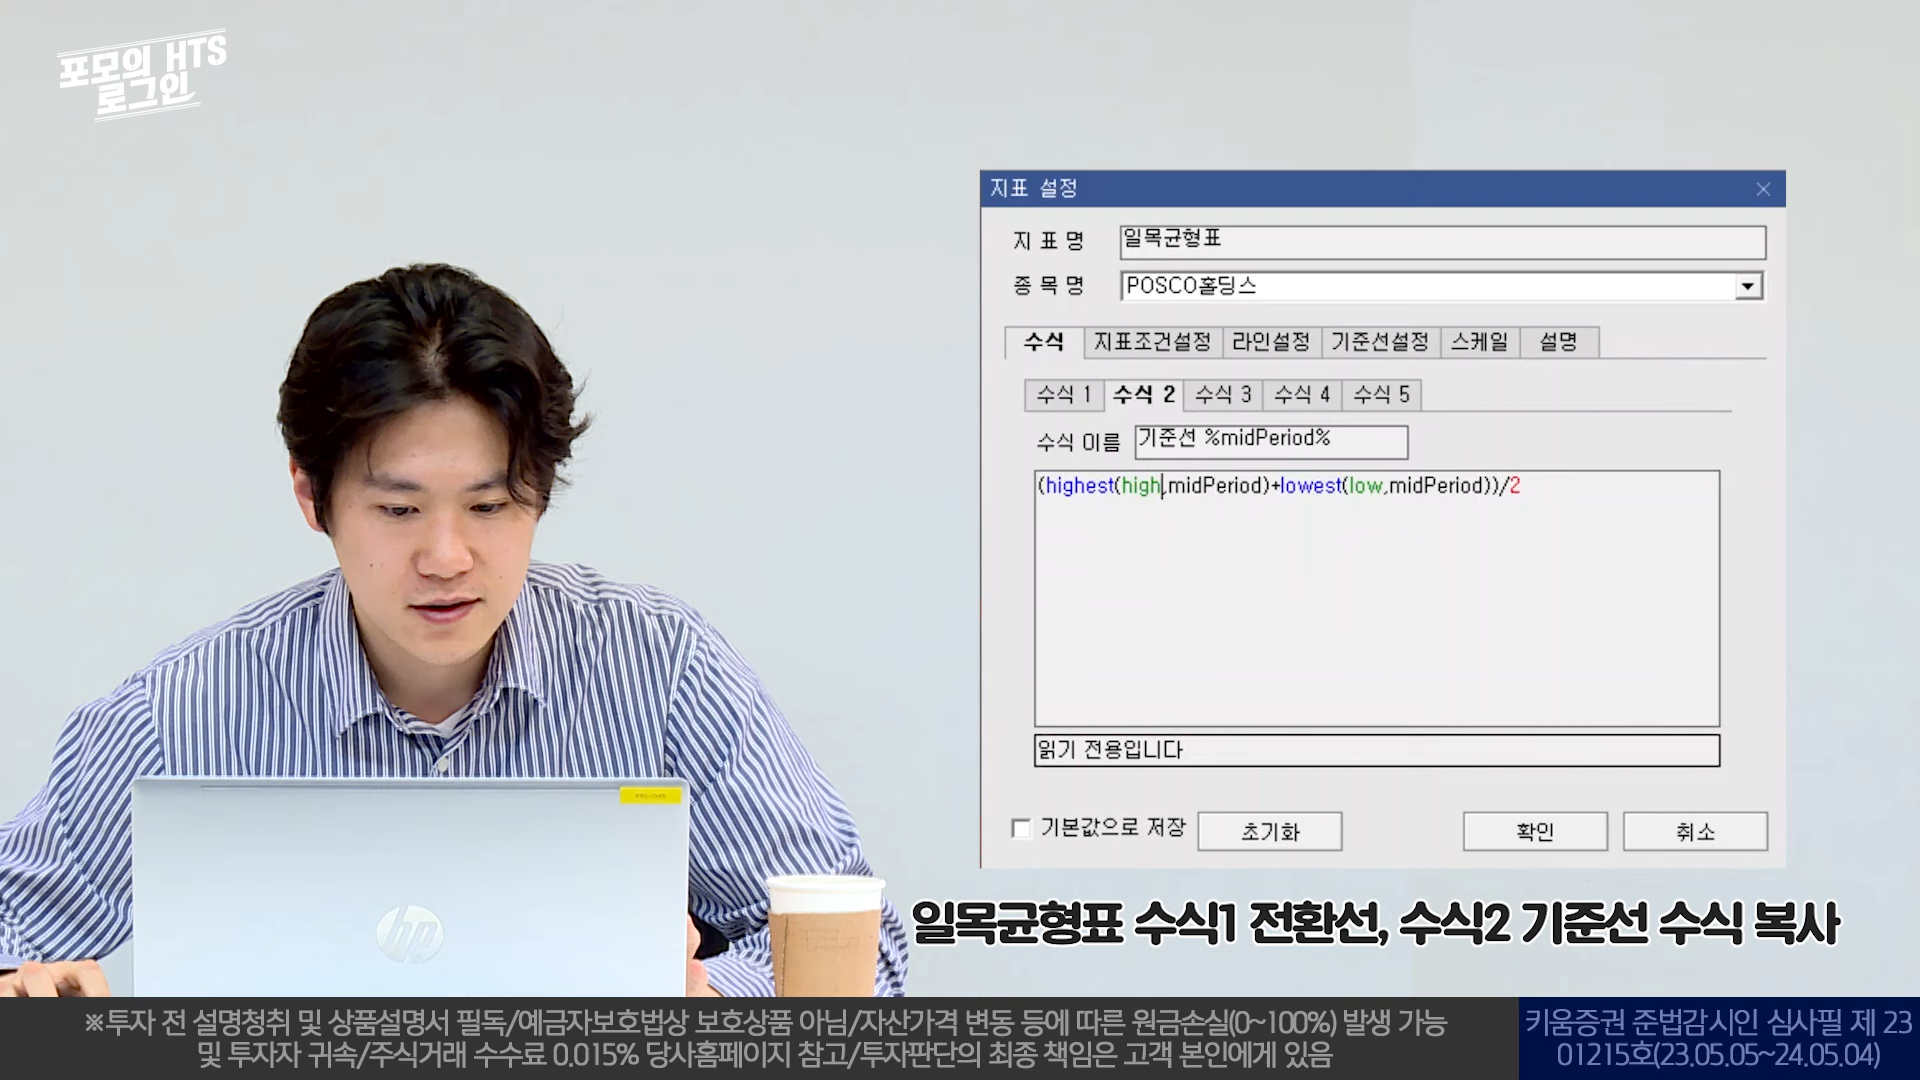 포모의 HTS
로그인
지표 설정
지 표 명 일목균형표
종 목 명 POSCO홀딩스
수식 지표조건설정 라인설정 기준선설정 스케일 설명
수식 1 수식 2 수식 3 수식 4 수식 5
수식 이름 기준선 %midPeriod%
(highest(high,midPeriod)+lowest(low,midPeriod))/2
읽기 전용입니다
기본값으로 저장 초기화 확인 취소
hp
일목균형표 수식1 전환선, 수식2 기준선 수식 복사
※투자 전 설명청취 및 상품설명서 필독/예금자보호법상 보호상품 아님/자산가격 변동 등에 따른 원금손실(0~100%) 발생 가능
및 투자자 귀속/주식거래 수수료 0.015% 당사홈페이지 참고/투자판단의 최종 책임은 고객 본인에게 있음
키움증권 준법감시인 심사필 제 23
01215호(23.05.05~24.05.04)